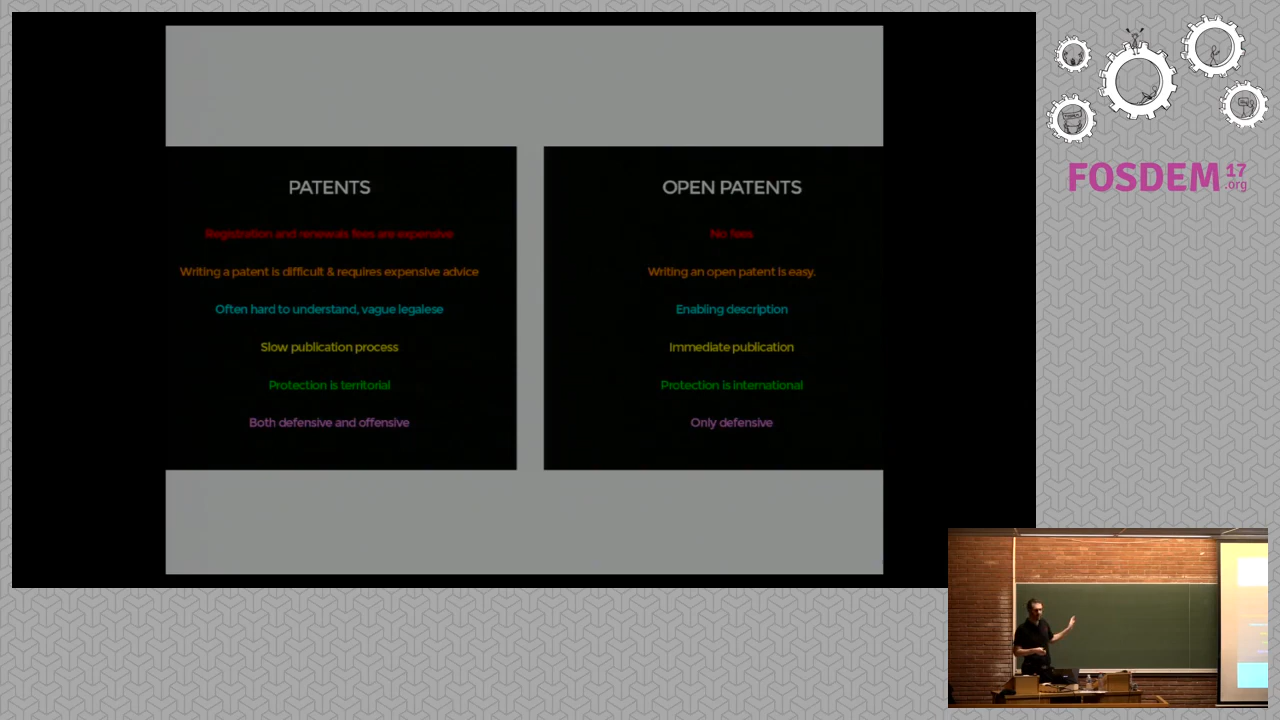 PATENTS
Registration and renewals fees are expensive
Writing a patent is difficult & requires expensive advice
Often hard to understand, vague legalese
Slow publication process
Protection is territorial
Both defensive and offensive
OPEN PATENTS
No fees
Writing an open patent is easy.
Enabling description
Immediate publication
Protection is international
Only defensive
FOSDEM 17
.org